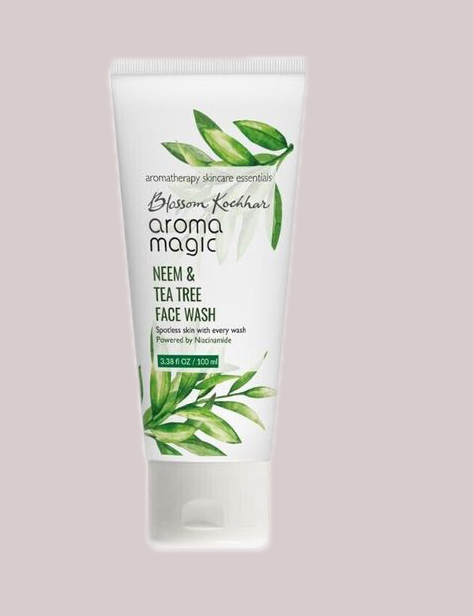 aromatherapy skincare essentials
Blossom Kochhar
aroma
magic
NEEM &
TEA TREE
FACE WASH
Spotless skin with every wash
Powered by Niacinamide
3.38 fl OZ / 100 ml